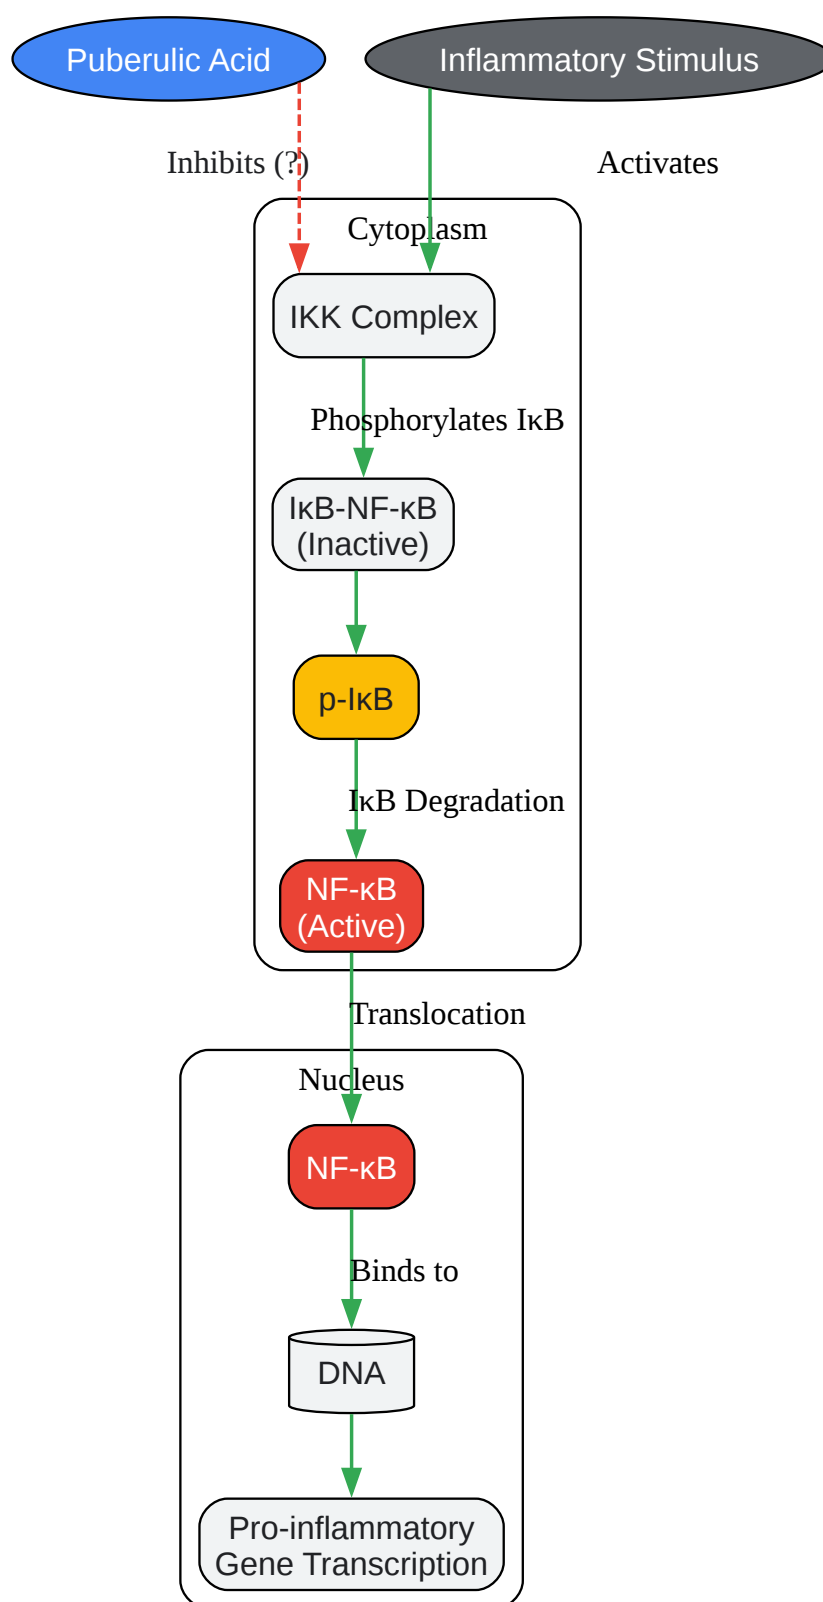 Puberulic Acid
Inflammatory Stimulus
Inhibits (?)
Activates
Cytoplasm
IKK Complex
Phosphorylates IκB
IκB-NF-κB
(Inactive)
p-IκB
IκB Degradation
NF-κB
(Active)
Translocation
Nucleus
NF-κB
Binds to
DNA
Pro-inflammatory
Gene Transcription